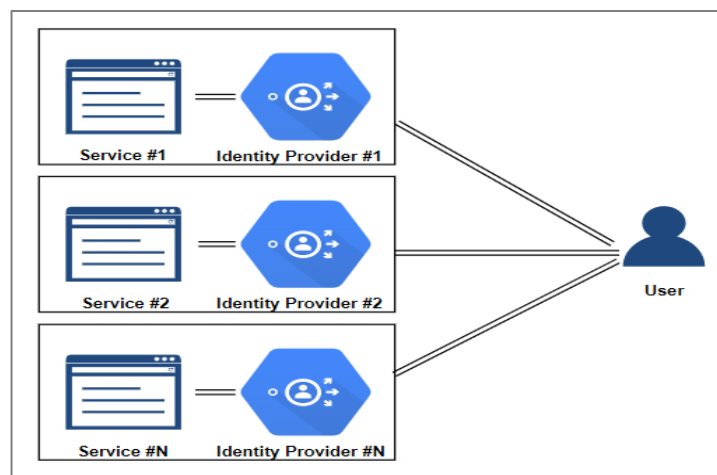 Service #1
Identity Provider #1
Service #2
Identity Provider #2
User
Service #N
Identity Provider #N